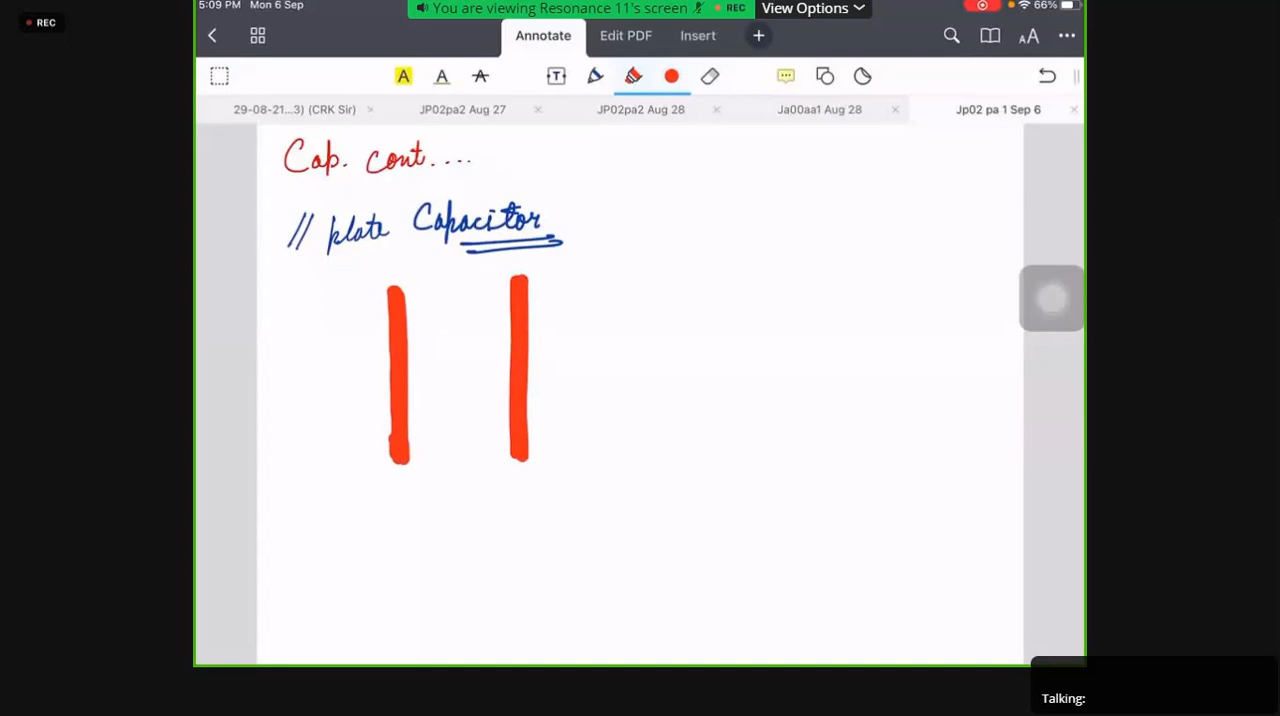 REC
5:09 PM Mon 6 Sep
You are viewing Resonance 11's screen REC
View Options
66%
Annotate Edit PDF Insert +
AA
A A A T
29-08-21...3) (CRK Sir) × JP02pa2 Aug 27 × JP02pa2 Aug 28 × Ja00aa1 Aug 28 × Jp02 pa 1 Sep 6 ×
Cap. cont....
// plate Capacitor
Talking: